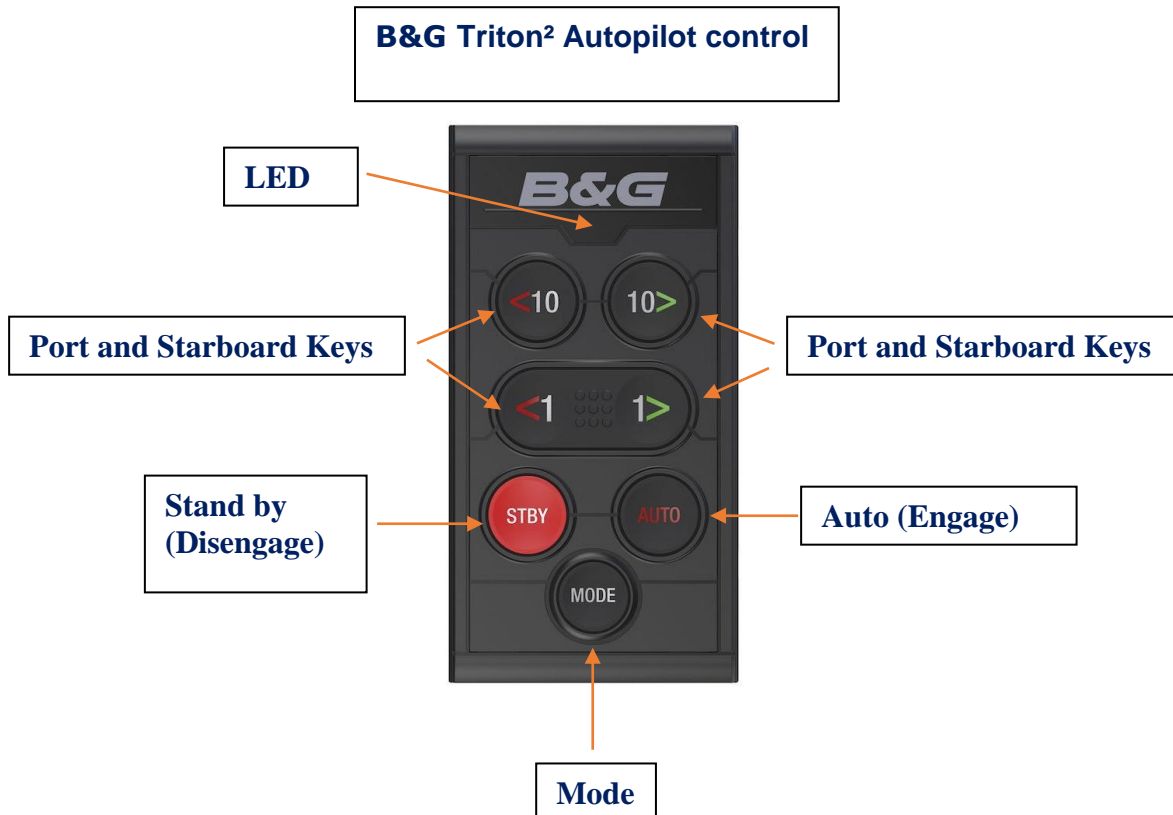 B&G Triton² Autopilot control
LED
B&G
<10 10>
Port and Starboard Keys
Port and Starboard Keys
<1 1>
Stand by
(Disengage)
STBY AUTO
Auto (Engage)
MODE
Mode